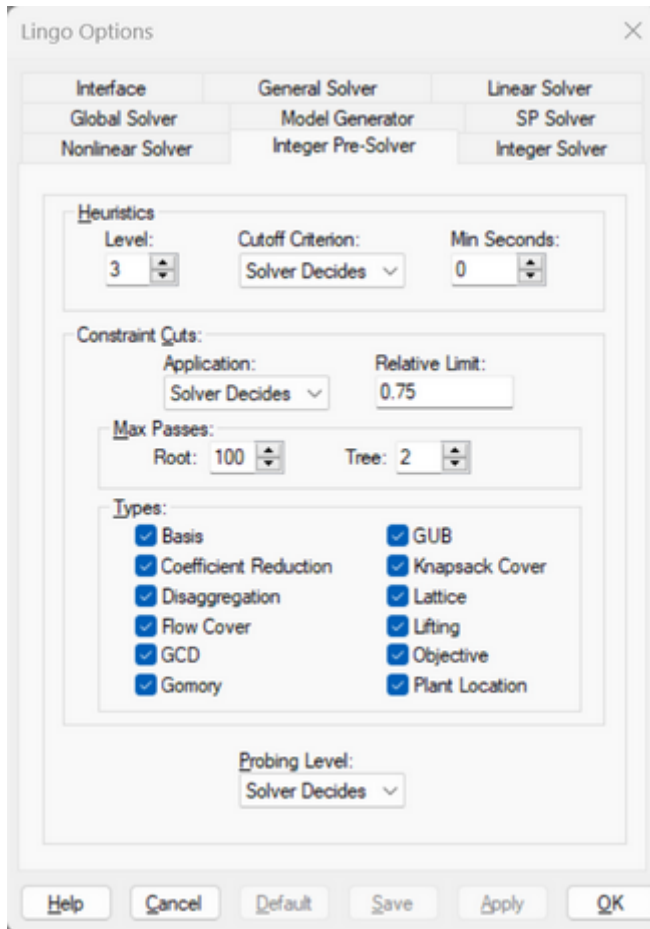 Lingo Options
Interface General Solver Linear Solver
Global Solver Model Generator SP Solver
Nonlinear Solver Integer Pre-Solver Integer Solver
Heuristics
Level: Cutoff Criterion: Min Seconds:
3 Solver Decides 0
Constraint Cuts:
Application: Relative Limit:
Solver Decides 0.75
Max Passes:
Root: 100 Tree: 2
Types:
Basis GUB
Coefficient Reduction Knapsack Cover
Disaggregation Lattice
Flow Cover Lifting
GCD Objective
Gomory Plant Location
Probing Level:
Solver Decides
Help Cancel Default Save Apply OK